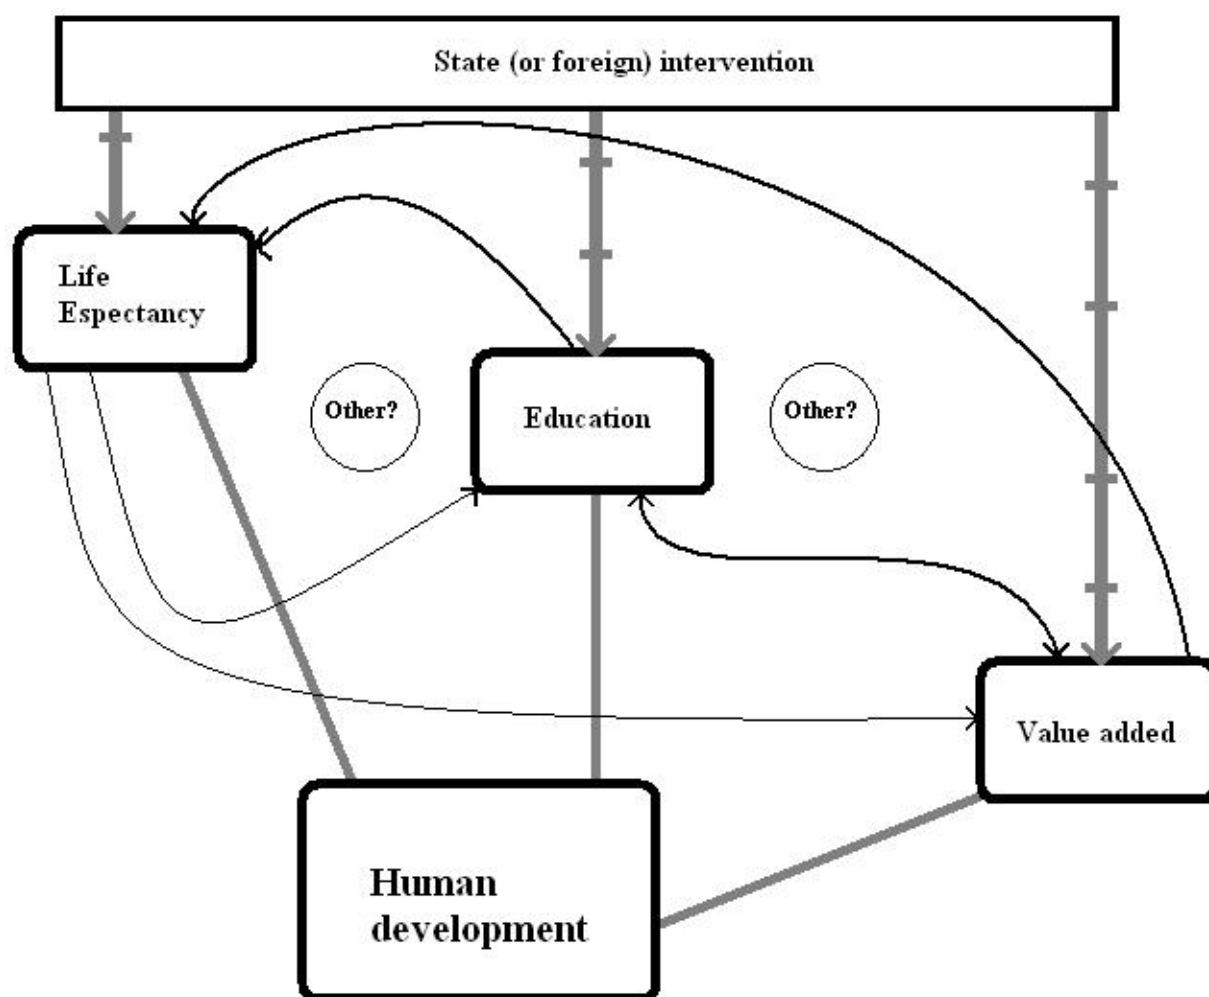 State (or foreign) intervention
Life
Espectancy
Other?
Education
Other?
Value added
Human
development